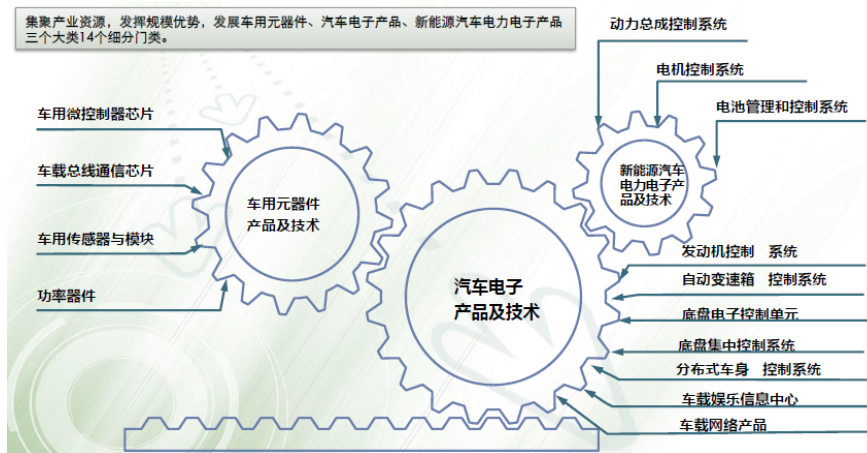 集聚产业资源，发挥规模优势，发展车用元器件、汽车电子产品、新能源汽车电力电子产品
三个大类14个细分门类。
动力总成控制系统
电机控制系统
电池管理和控制系统
车用微控制器芯片
车载总线通信芯片
车用传感器与模块
功率器件
车用元器件
产品及技术
新能源汽车
电力电子产
品及技术
汽车电子
产品及技术
发动机控制 系统
自动变速箱 控制系统
底盘电子控制单元
底盘集中控制系统
分布式车身 控制系统
车载娱乐信息中心
车载网络产品